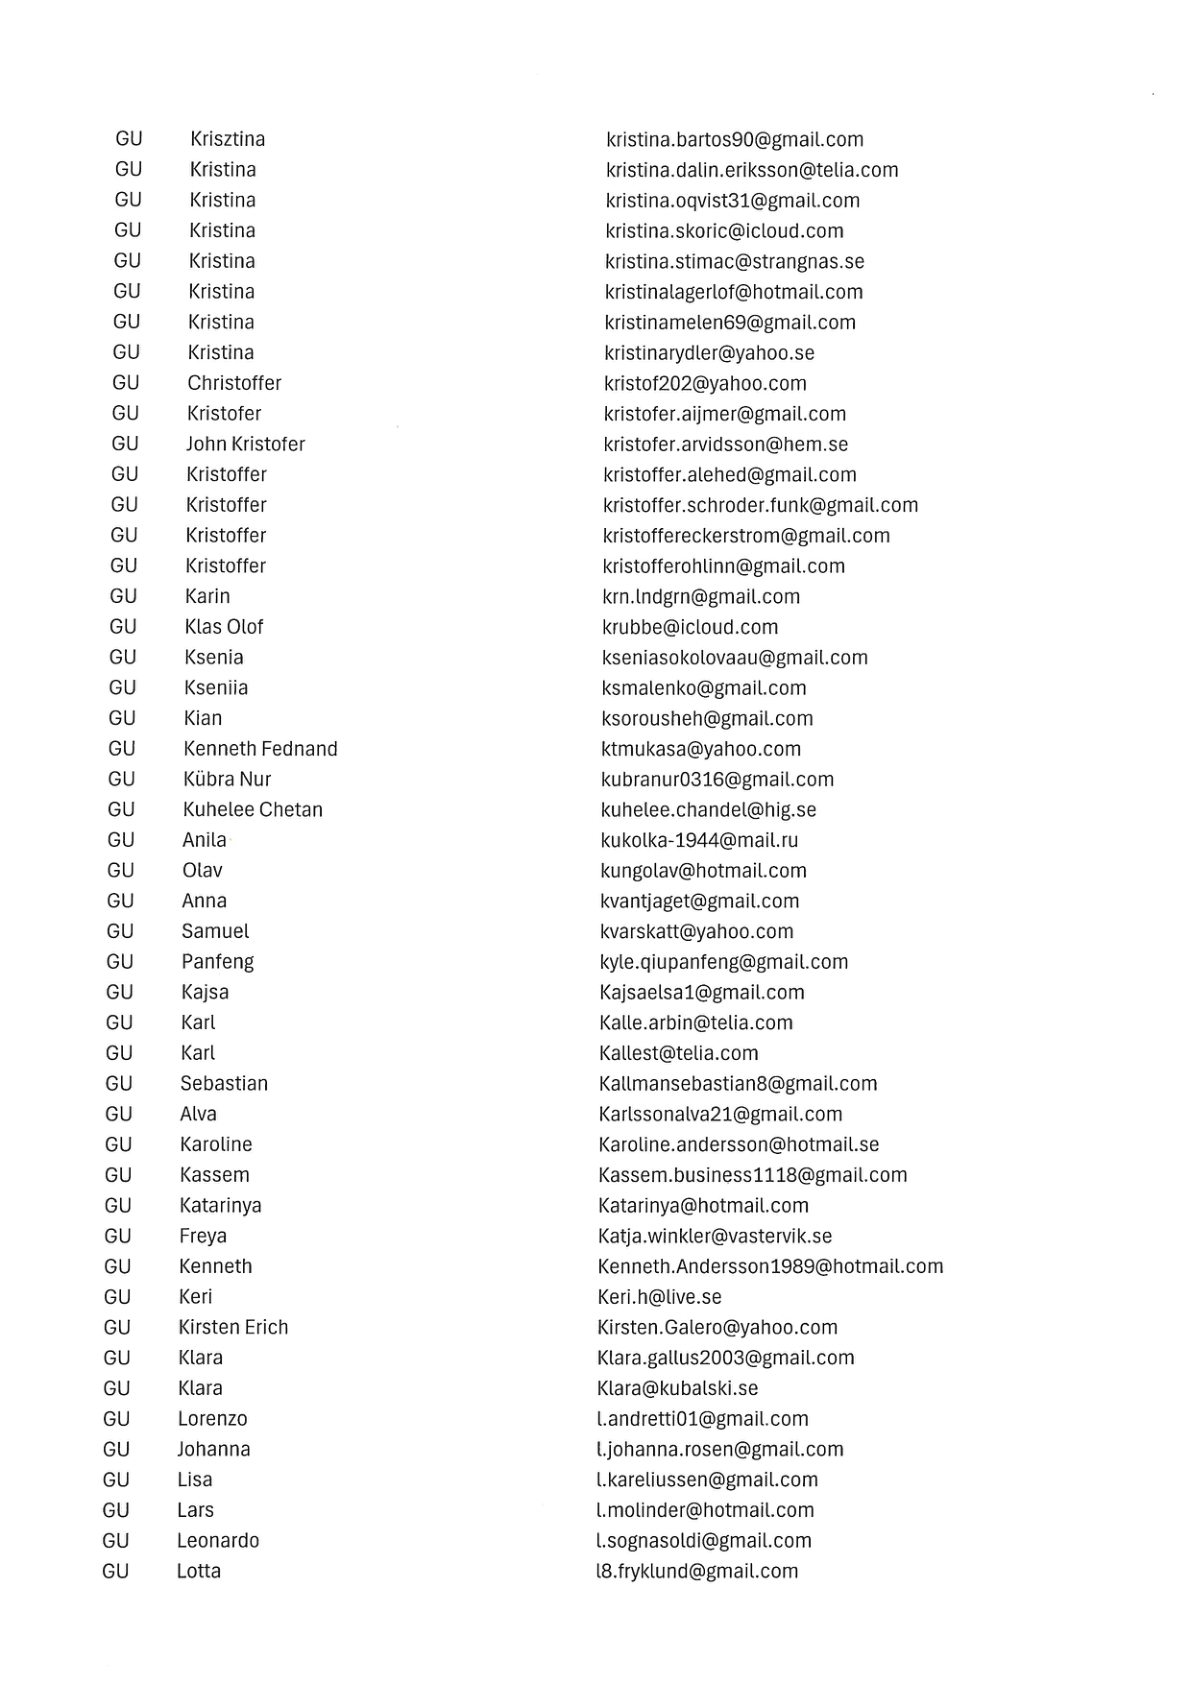 GU Krisztina kristina.bartos90@gmail.com
GU Kristina kristina.dalin.eriksson@telia.com
GU Kristina kristina.oqvist31@gmail.com
GU Kristina kristina.skoric@icloud.com
GU Kristina kristina.stimac@strangnas.se
GU Kristina kristinalagerlof@hotmail.com
GU Kristina kristinamelen69@gmail.com
GU Kristina kristinarydler@yahoo.se
GU Christoffer kristof202@yahoo.com
GU Kristofer kristofer.aijmer@gmail.com
GU John Kristofer kristofer.arvidsson@hem.se
GU Kristoffer kristoffer.alehed@gmail.com
GU Kristoffer kristoffer.schroder.funk@gmail.com
GU Kristoffer kristoffereckerstrom@gmail.com
GU Kristoffer kristofferohlinn@gmail.com
GU Karin krn.lndgrn@gmail.com
GU Klas Olof krubbe@icloud.com
GU Ksenia kseniasokolovaau@gmail.com
GU Kseniia ksmalenko@gmail.com
GU Kian ksorousheh@gmail.com
GU Kenneth Fednand ktmukasa@yahoo.com
GU Kübra Nur kubranur0316@gmail.com
GU Kuhelee Chetan kuhelee.chandel@hig.se
GU Anila kukolka-1944@mail.ru
GU Olav kungolav@hotmail.com
GU Anna kvantjaget@gmail.com
GU Samuel kvarskatt@yahoo.com
GU Panfeng kyle.qiupanfeng@gmail.com
GU Kajsa Kajsaelsa1@gmail.com
GU Karl Kalle.arbin@telia.com
GU Karl Kallest@telia.com
GU Sebastian Kallmansebastian8@gmail.com
GU Alva Karlssonalva21@gmail.com
GU Karoline Karoline.andersson@hotmail.se
GU Kassem Kassem.business1118@gmail.com
GU Katarinya Katarinya@hotmail.com
GU Freya Katja.winkler@vastervik.se
GU Kenneth Kenneth.Andersson1989@hotmail.com
GU Keri Keri.h@live.se
GU Kirsten Erich Kirsten.Galero@yahoo.com
GU Klara Klara.gallus2003@gmail.com
GU Klara Klara@kubalski.se
GU Lorenzo l.andretti01@gmail.com
GU Johanna l.johanna.rosen@gmail.com
GU Lisa l.kareliussen@gmail.com
GU Lars l.molinder@hotmail.com
GU Leonardo l.sognasoldi@gmail.com
GU Lotta l8.fryklund@gmail.com